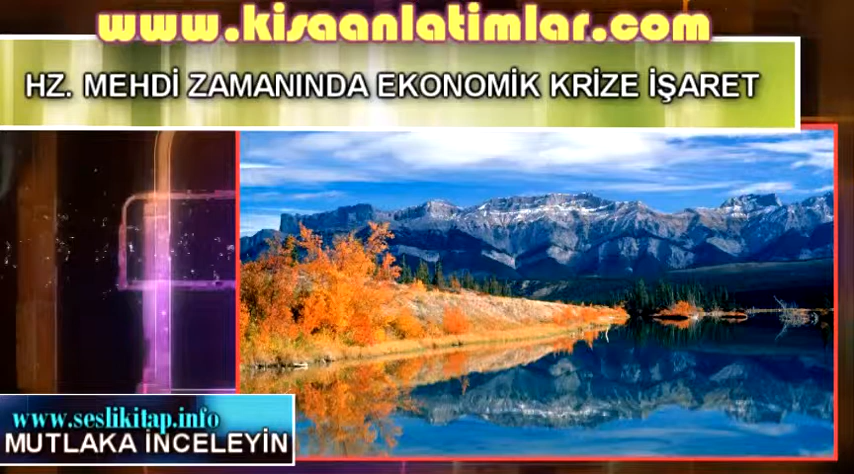 www.kisaanlatimlar.com
HZ. MEHDİ ZAMANINDA EKONOMİK KRİZE İŞARET
www.seslikitap.info
MUTLAKA İNCELEYİN